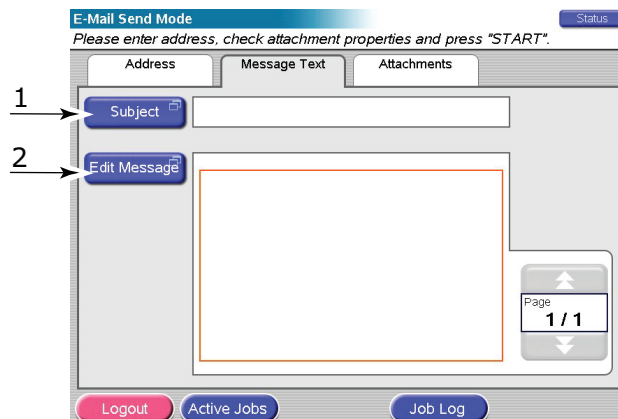 E-Mail Send Mode
Status
Please enter address, check attachment properties and press "START".
Address
Message Text
Attachments
1
Subject
2
Edit Message
Page
1 / 1
Logout
Active Jobs
Job Log